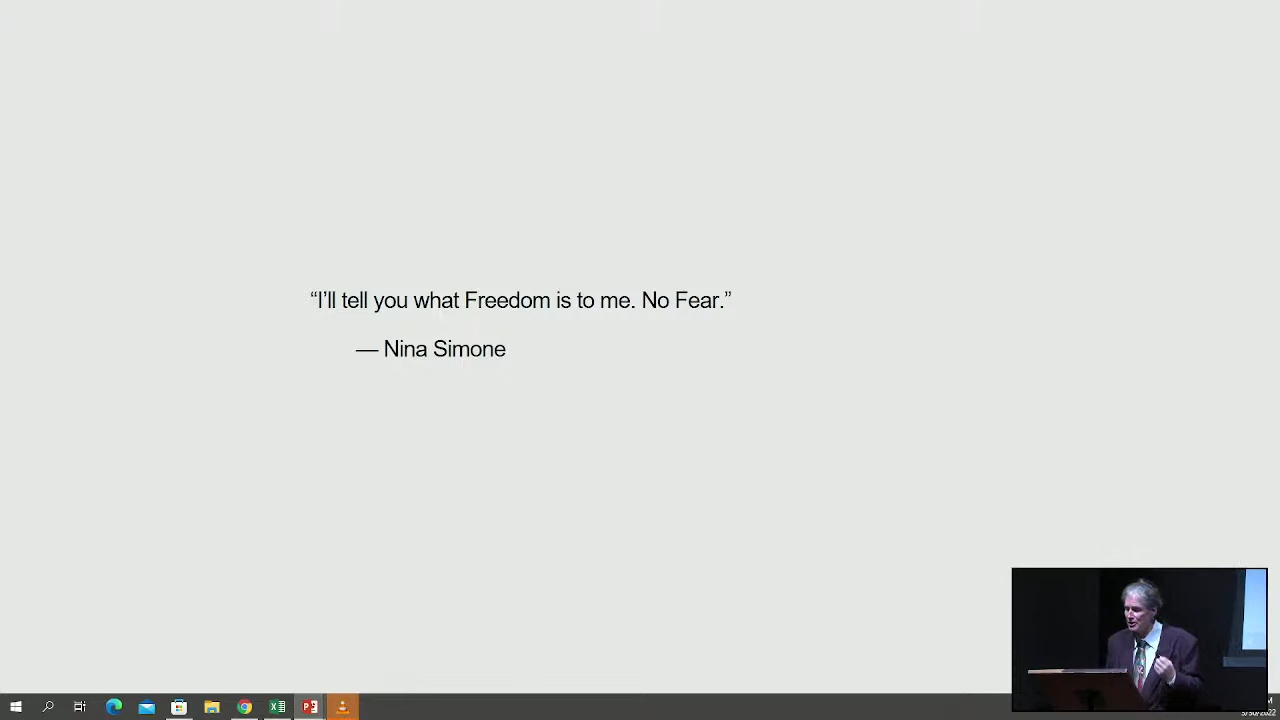 “I’ll tell you what Freedom is to me. No Fear.”
— Nina Simone